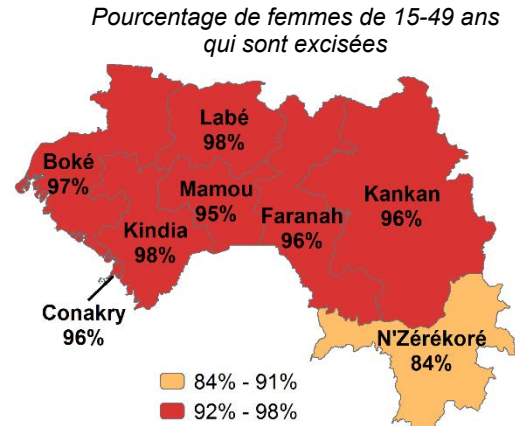 Pourcentage de femmes de 15-49 ans
qui sont excisées
Labé
98%
Boké
97%
Mamou
95%
Kankan
96%
Faranah
96%
Kindia
98%
Conakry
96%
N'Zérékoré
84%
84% - 91%
92% - 98%